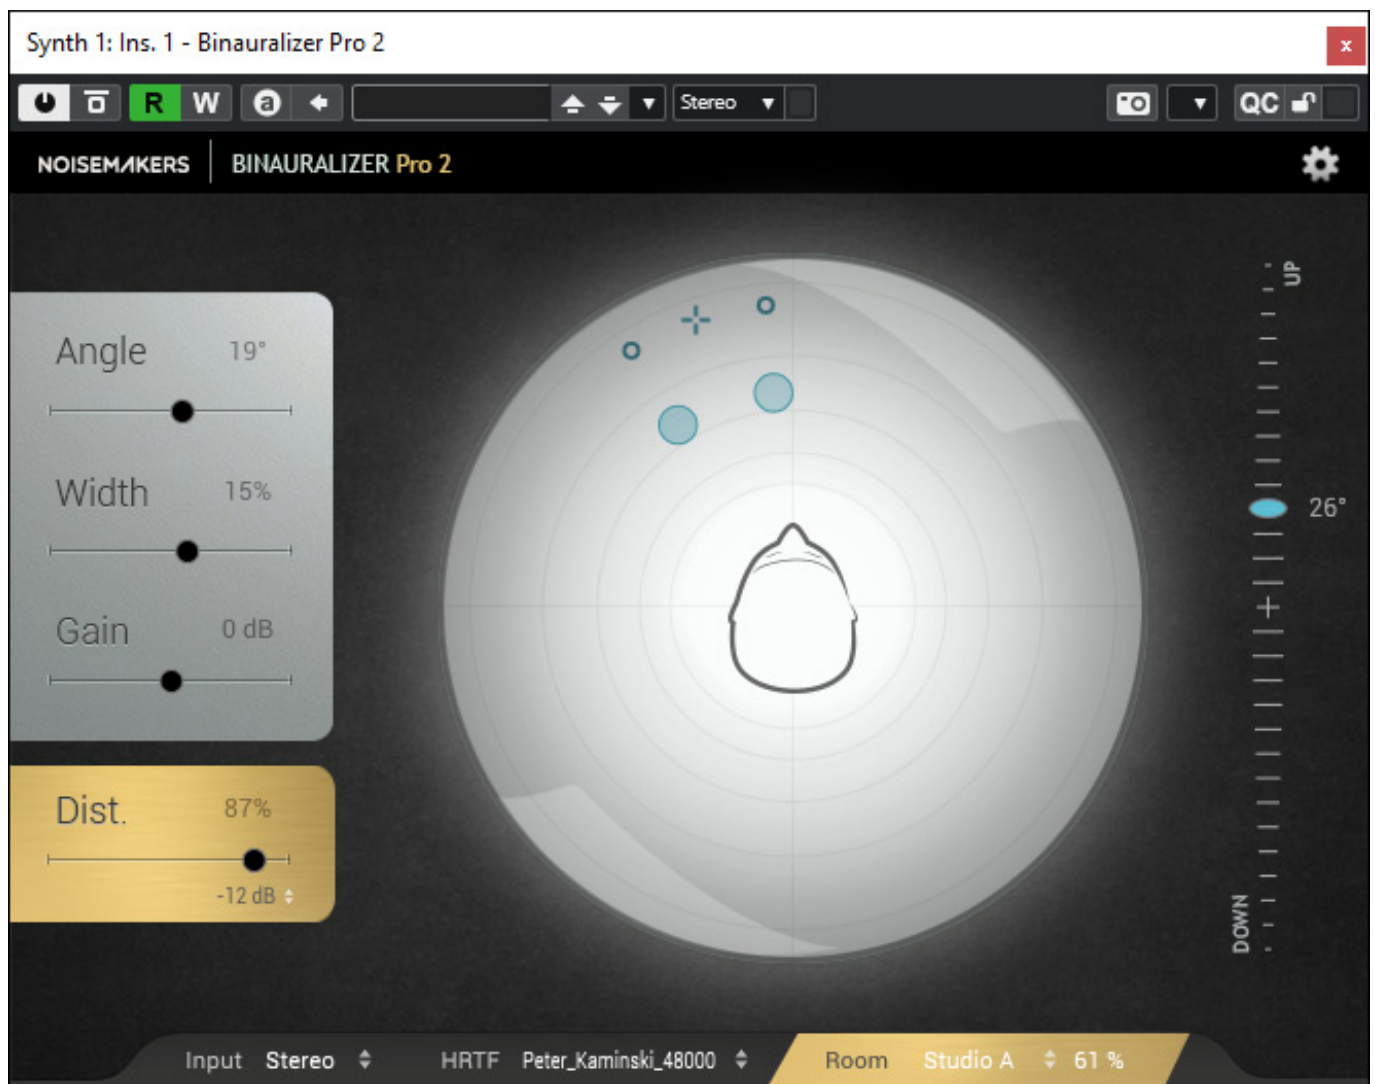 Synth 1: Ins. 1 - Binauralizer Pro 2
x
R W a Stereo QC
NOISEMAKERS BINAURALIZER Pro 2
UP
Angle 19°
Width 15%
26°
Gain 0 dB
Dist. 87%
-12 dB
DOWN
Input Stereo HRTF Peter_Kaminski_48000 Room Studio A 61 %